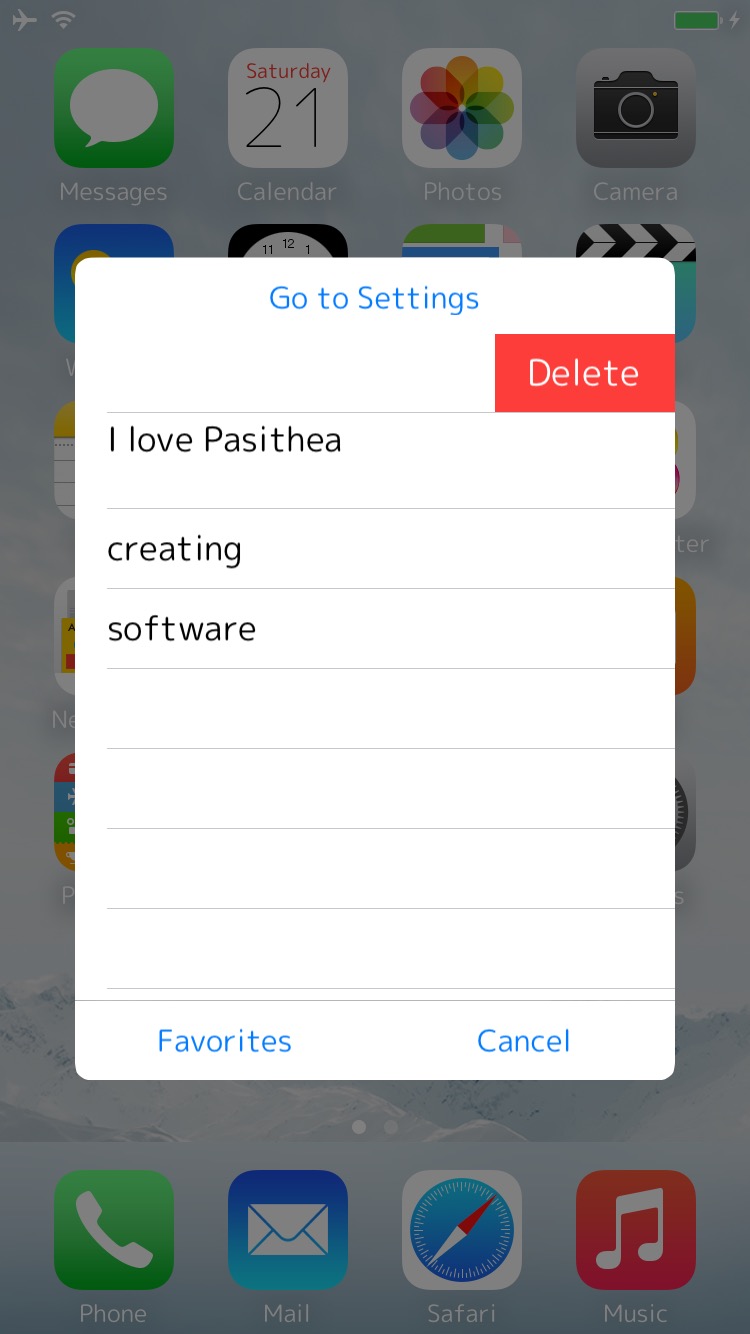 Saturday
21
Messages
Calendar
Photos
Camera
11 12 1
Go to Settings
Delete
I love Pasithea
creating
software
Favorites
Cancel
Phone
Mail
Safari
Music